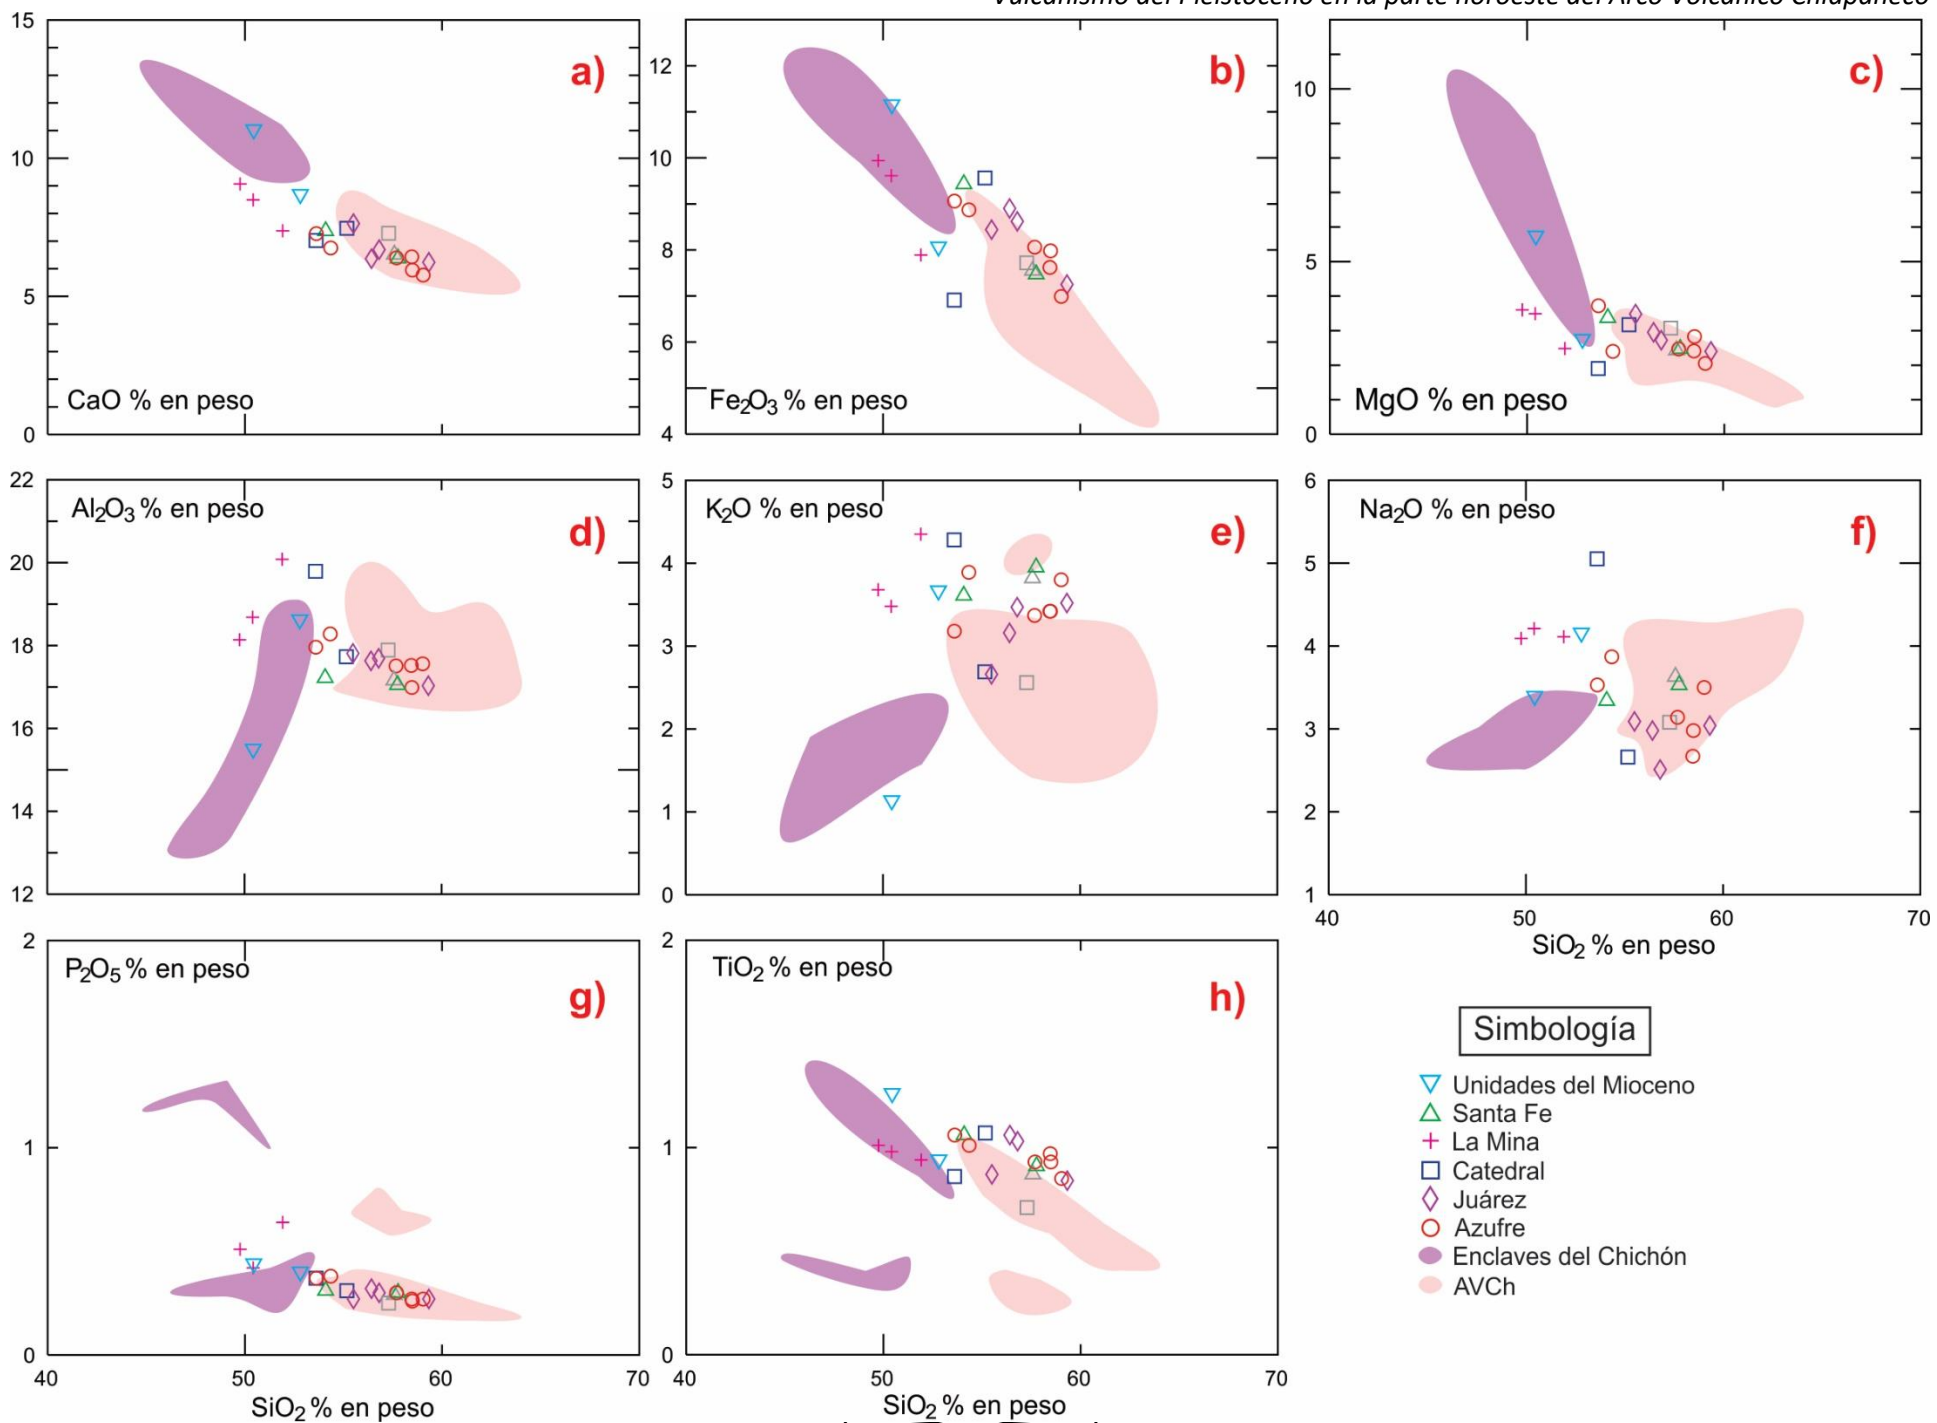 Vulcanismo del Pleistoceno en la parte noroeste del Arco Volcánico Chiapaneco
15
10
5
0
a)
CaO % en peso
12
10
8
6
4
b)
Fe₂O₃ % en peso
10
5
0
c)
MgO % en peso
22
20
18
16
14
12
Al₂O₃ % en peso
d)
5
4
3
2
1
0
K₂O % en peso
e)
6
5
4
3
2
1
Na₂O % en peso
f)
40 50 60 70
SiO₂ % en peso
2
1
0
P₂O₅ % en peso
g)
40 50 60 70
SiO₂ % en peso
2
1
0
TiO₂ % en peso
h)
40 50 60 70
SiO₂ % en peso
Simbología
Unidades del Mioceno
Santa Fe
La Mina
Catedral
Juárez
Azufre
Enclaves del Chichón
AVCh